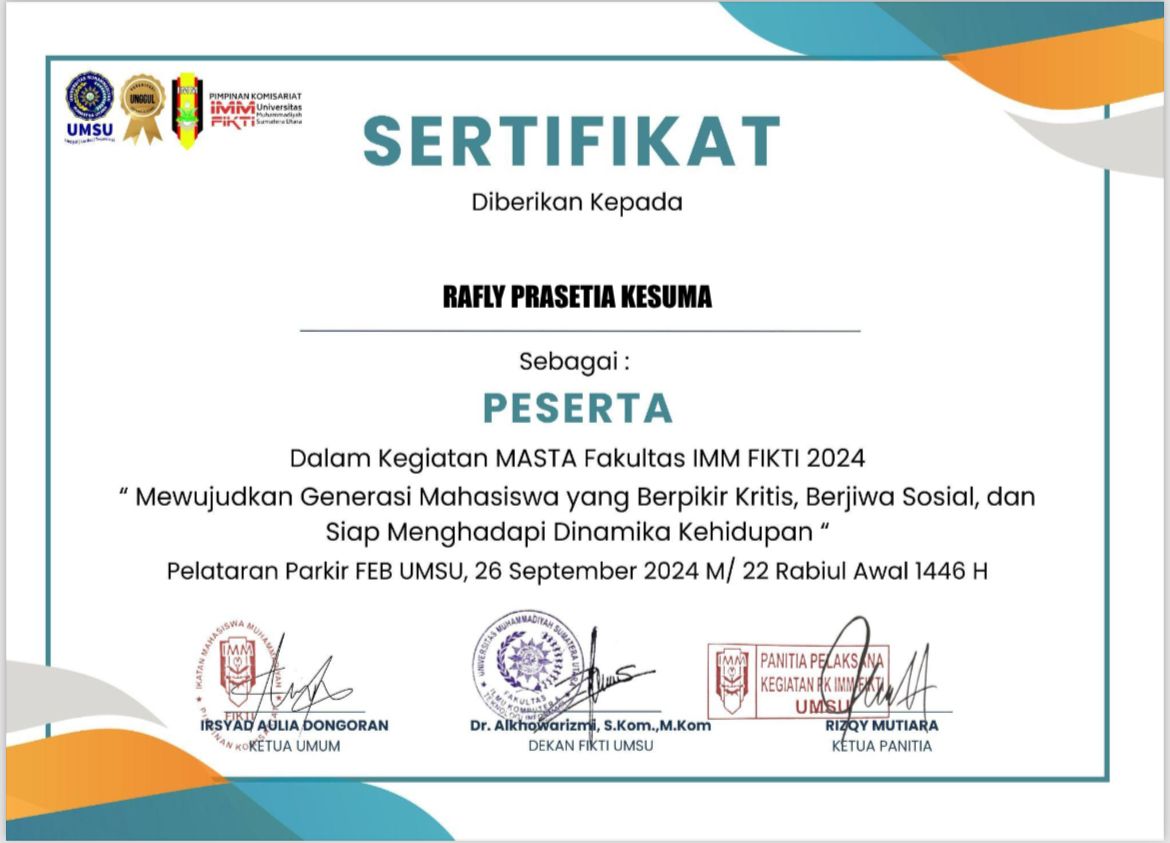 UMSU
UNGGUL
PIMPINAN KOMISARIAT
IMM Universitas
FIKTI Muhammadiyah
Sumatera Utara
SERTIFIKAT
Diberikan Kepada
RAFLY PRASETIA KESUMA
Sebagai :
PESERTA
Dalam Kegiatan MASTA Fakultas IMM FIKTI 2024
“ Mewujudkan Generasi Mahasiswa yang Berpikir Kritis, Berjiwa Sosial, dan
Siap Menghadapi Dinamika Kehidupan “
Pelataran Parkir FEB UMSU, 26 September 2024 M/ 22 Rabiul Awal 1446 H
IKATAN MAHASISWA MUHAMMADIYAH
IMM
FIKTI
IRSYAD AULIA DONGORAN
KETUA UMUM
UNIVERSITAS MUHAMMADIYAH SUMATERA UTARA
FAKULTAS
ILMU KOMPUTER
Dr. Alkhowarizmi, S.Kom.,M.Kom
DEKAN FIKTI UMSU
IMM
PANITIA PELAKSANA
KEGIATAN PK IMM FIKTI
UMSU
RIZQY MUTIARA
KETUA PANITIA